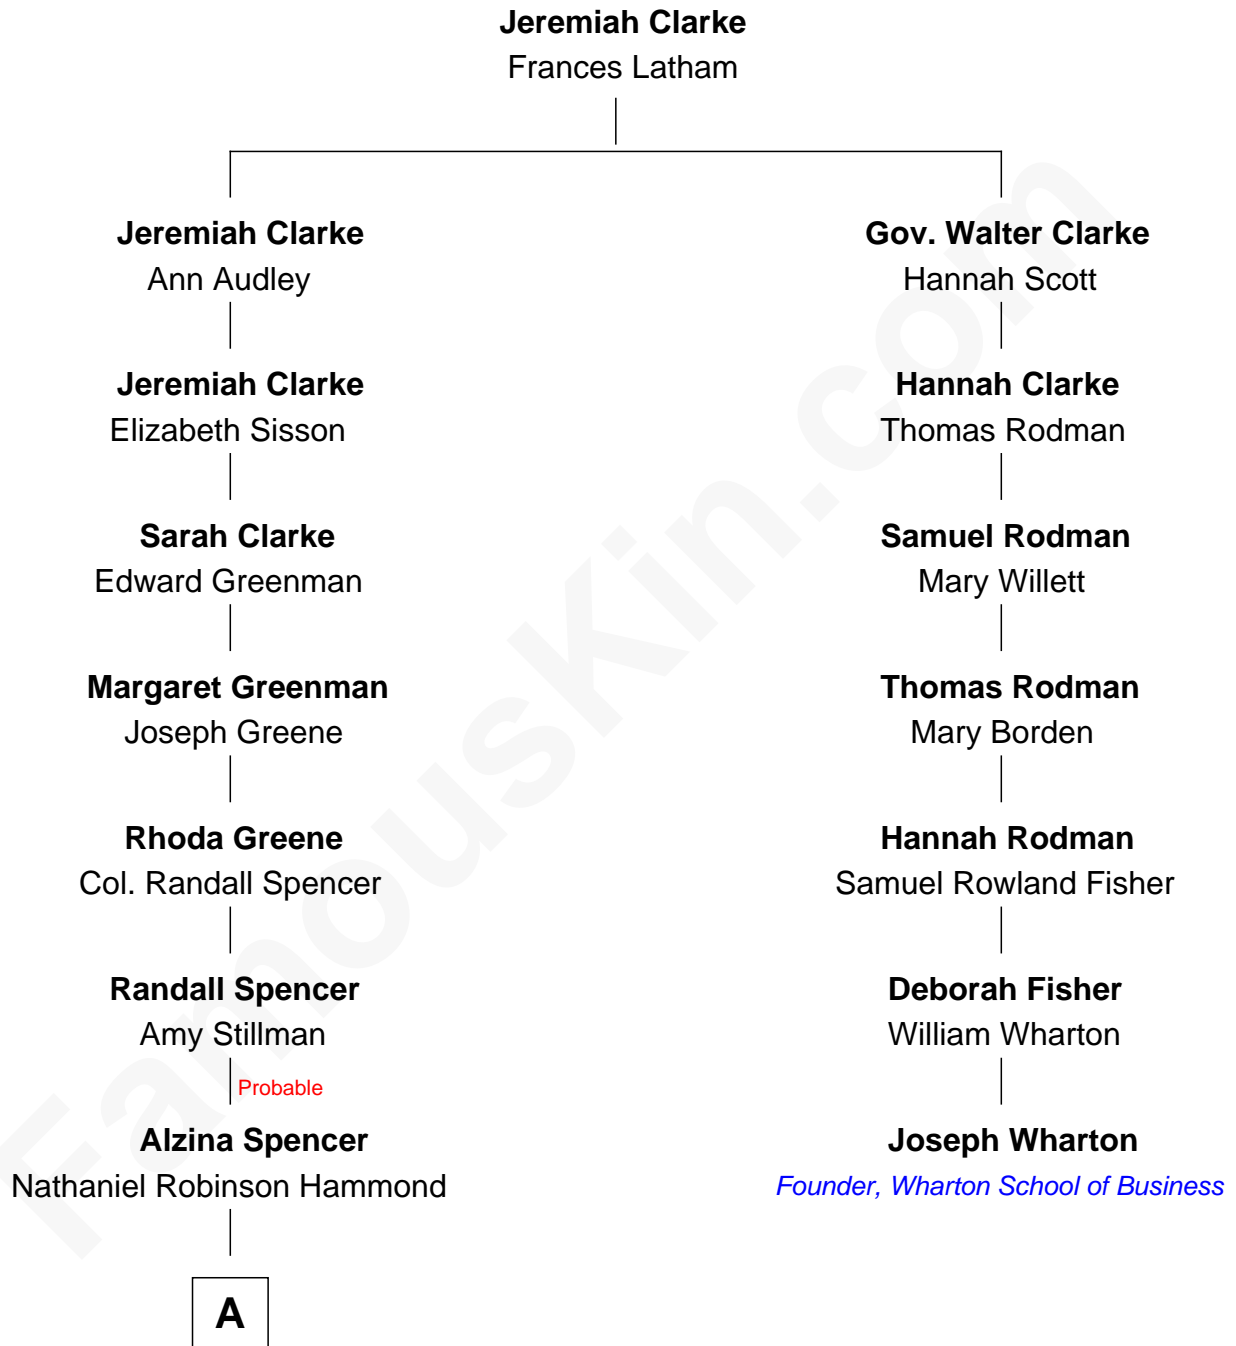 Jeremiah Clarke
Frances Latham
Jeremiah Clarke
Ann Audley
Gov. Walter Clarke
Hannah Scott
Jeremiah Clarke
Elizabeth Sisson
Hannah Clarke
Thomas Rodman
Sarah Clarke
Edward Greenman
Samuel Rodman
Mary Willett
Margaret Greenman
Joseph Greene
Thomas Rodman
Mary Borden
Rhoda Greene
Col. Randall Spencer
Hannah Rodman
Samuel Rowland Fisher
Randall Spencer
Amy Stillman
Deborah Fisher
William Wharton
Probable
Alzina Spencer
Nathaniel Robinson Hammond
Joseph Wharton
Founder, Wharton School of Business
A
FamousKin.com